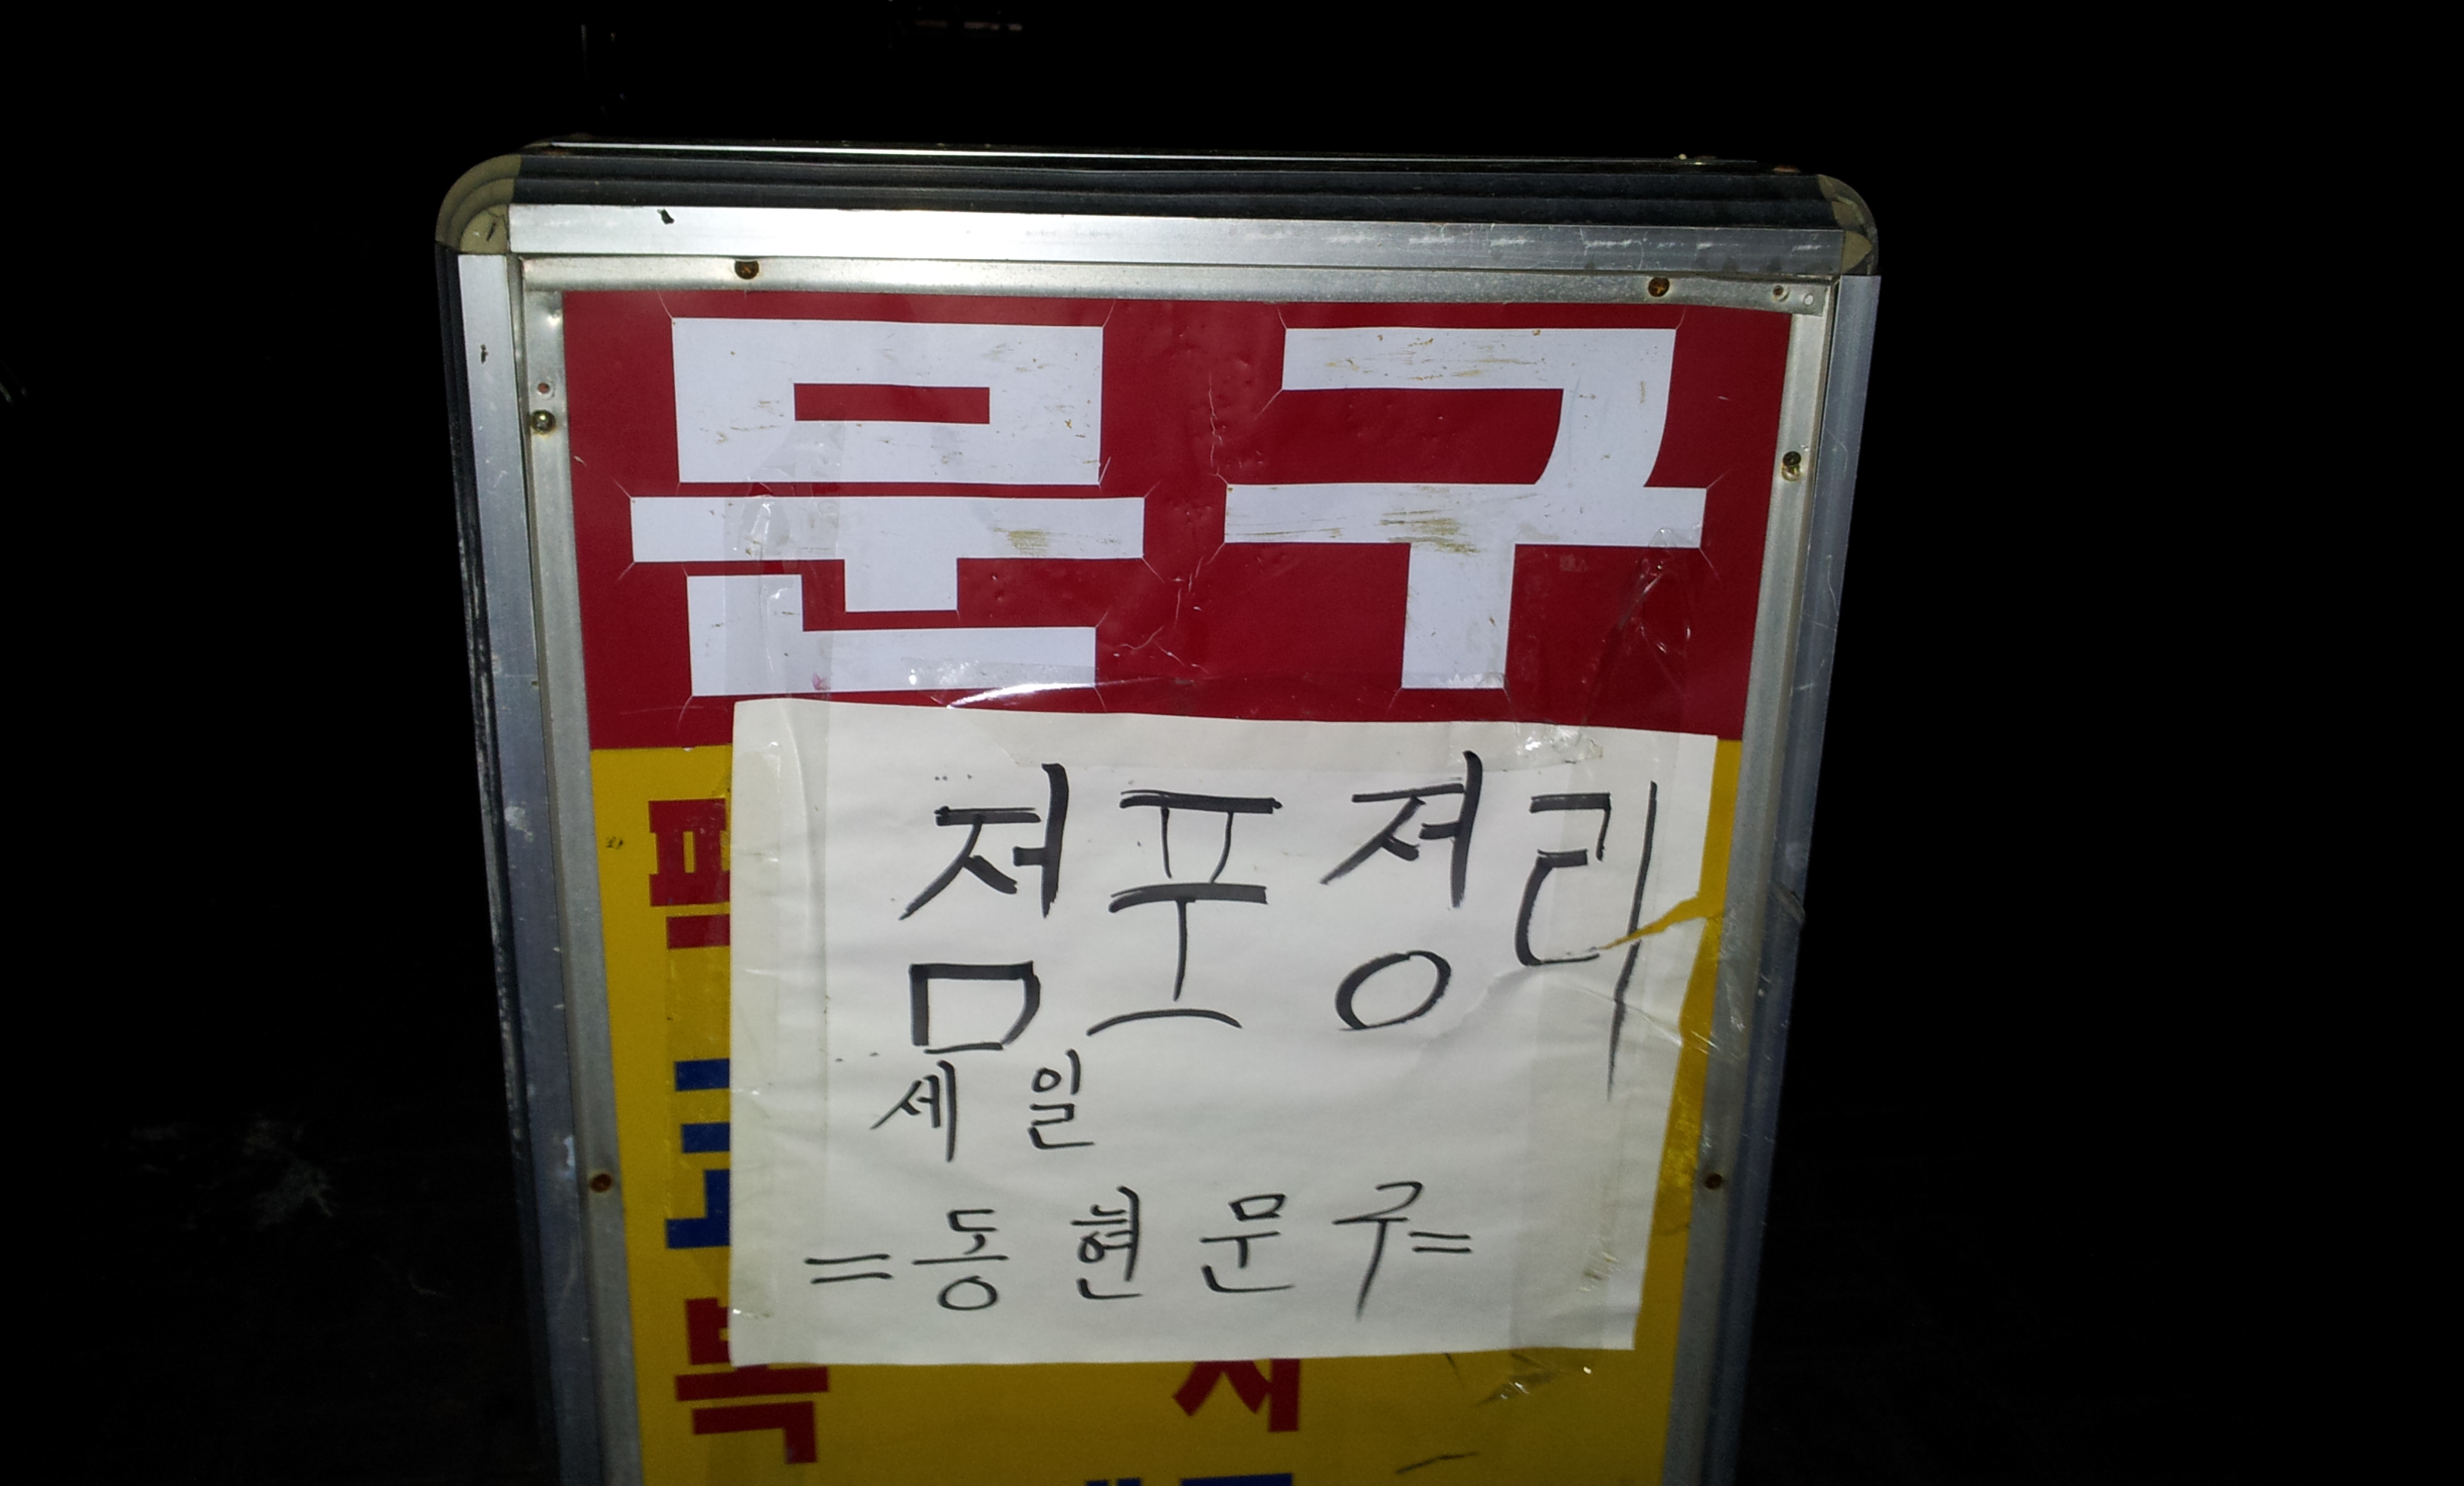 문구
점포정리
세일
=동현문구=